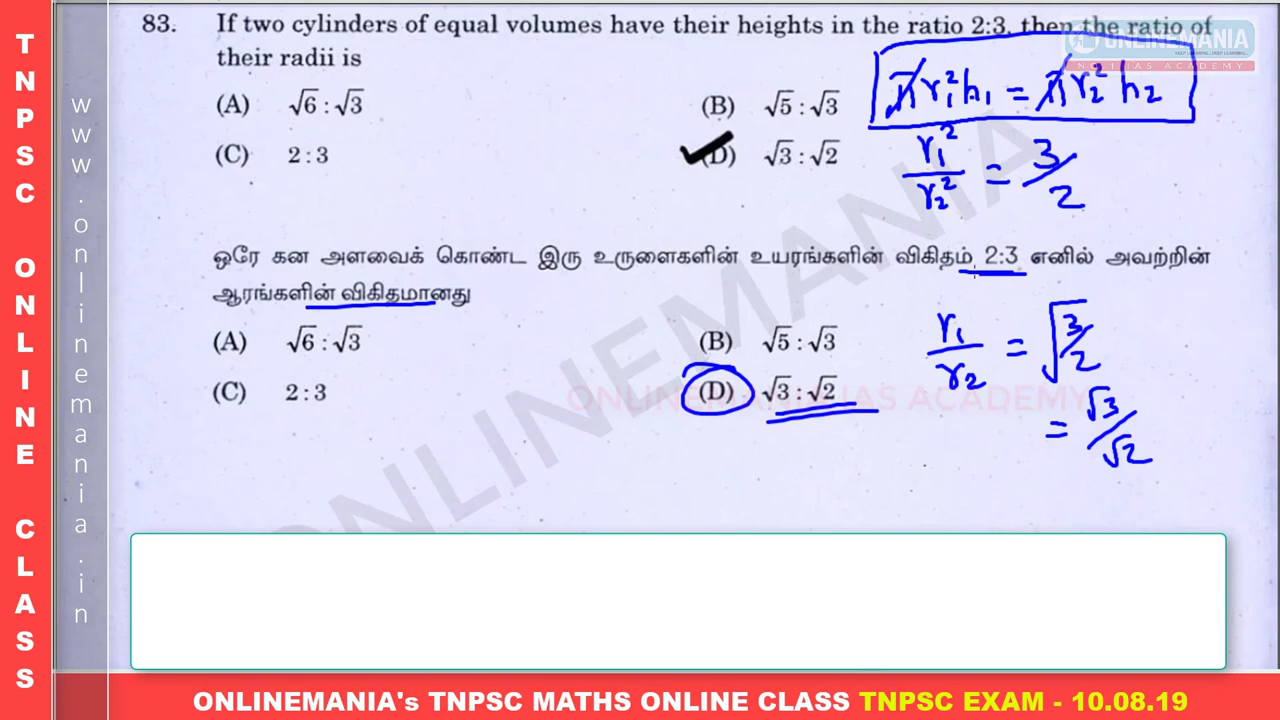 83. If two cylinders of equal volumes have their heights in the ratio 2:3, then the ratio of
their radii is
(A) √6 : √3
(B) √5 : √3
(C) 2 : 3
(D) √3 : √2
πr₁²h₁ = πr₂²h₂
r₁²/r₂² = 3/2
ஒரே கன அளவைக் கொண்ட இரு உருளைகளின் உயரங்களின் விகிதம் 2:3 எனில் அவற்றின்
ஆரங்களின் விகிதமானது
(A) √6 : √3
(B) √5 : √3
(C) 2 : 3
(D) √3 : √2
r₁/r₂ = √3/2
= √3/√2
TNPSC ONLINE CLASS
www.onlinemania.in
ONLINEMANIA
ONLINEMANIA
ONLINEMANIA IAS ACADEMY
ONLINEMANIA's TNPSC MATHS ONLINE CLASS TNPSC EXAM - 10.08.19